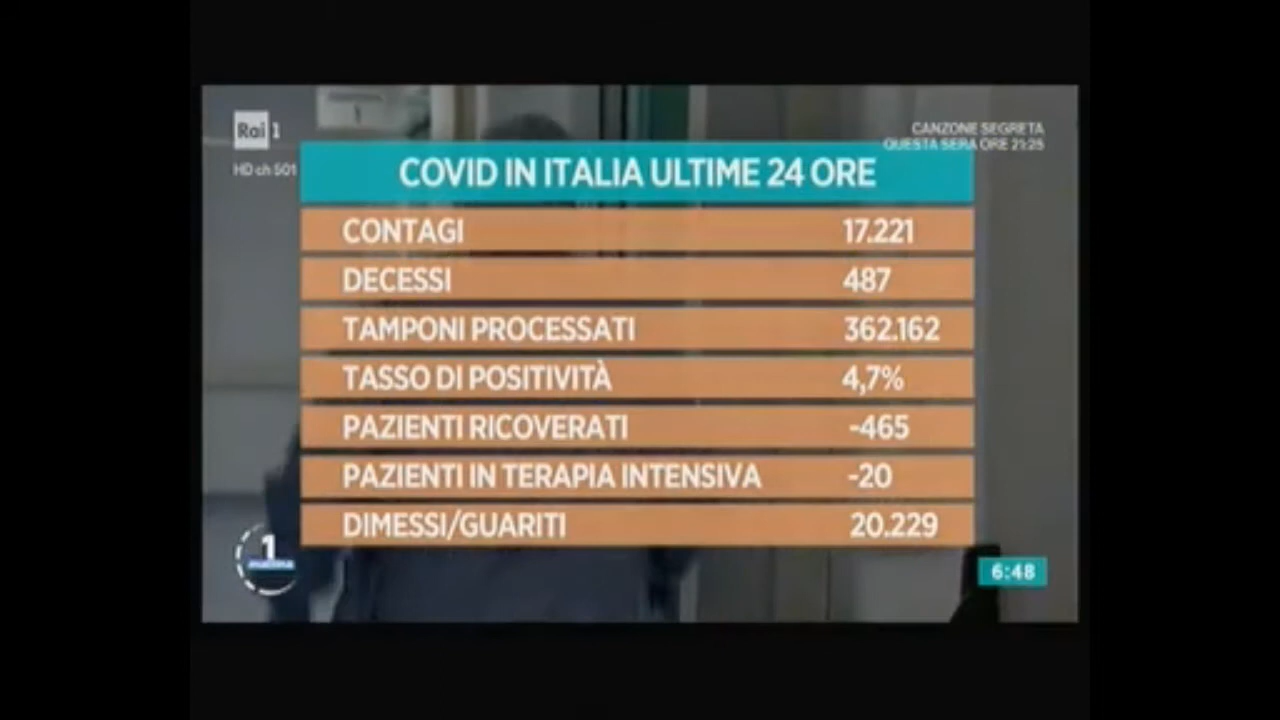 Rai 1
HD ch 501
CANZONE SEGRETA
QUESTA SERA ORE 21:25
COVID IN ITALIA ULTIME 24 ORE
CONTAGI 17.221
DECESSI 487
TAMPONI PROCESSATI 362.162
TASSO DI POSITIVITÀ 4,7%
PAZIENTI RICOVERATI -465
PAZIENTI IN TERAPIA INTENSIVA -20
DIMESSI/GUARITI 20.229
1
mattina
6:48